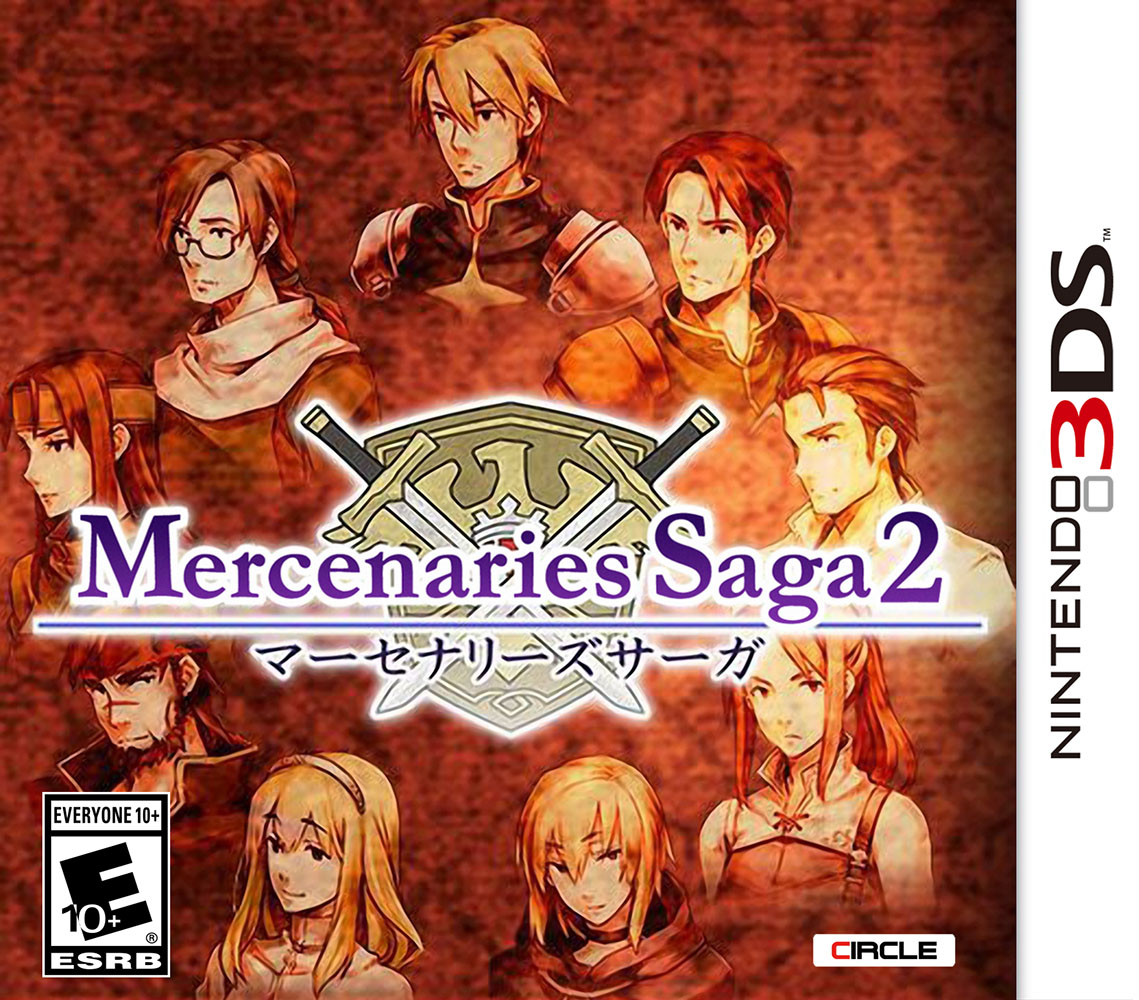 Mercenaries Saga 2
マーセナリーズサーガ
EVERYONE 10+
E
10+
®
ESRB
CIRCLE
NINTENDO 3DS™